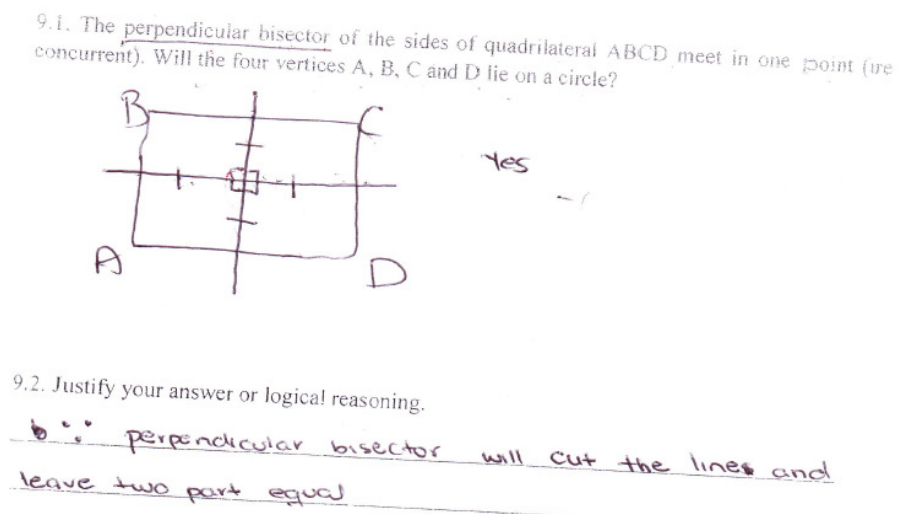 9.1. The perpendicular bisector of the sides of quadrilateral ABCD meet in one point (ire
concurrent). Will the four vertices A, B, C and D lie on a circle?
B C
Yes
A D
9.2. Justify your answer or logical reasoning.
∵ perpendicular bisector will cut the lines and
leave two part equal